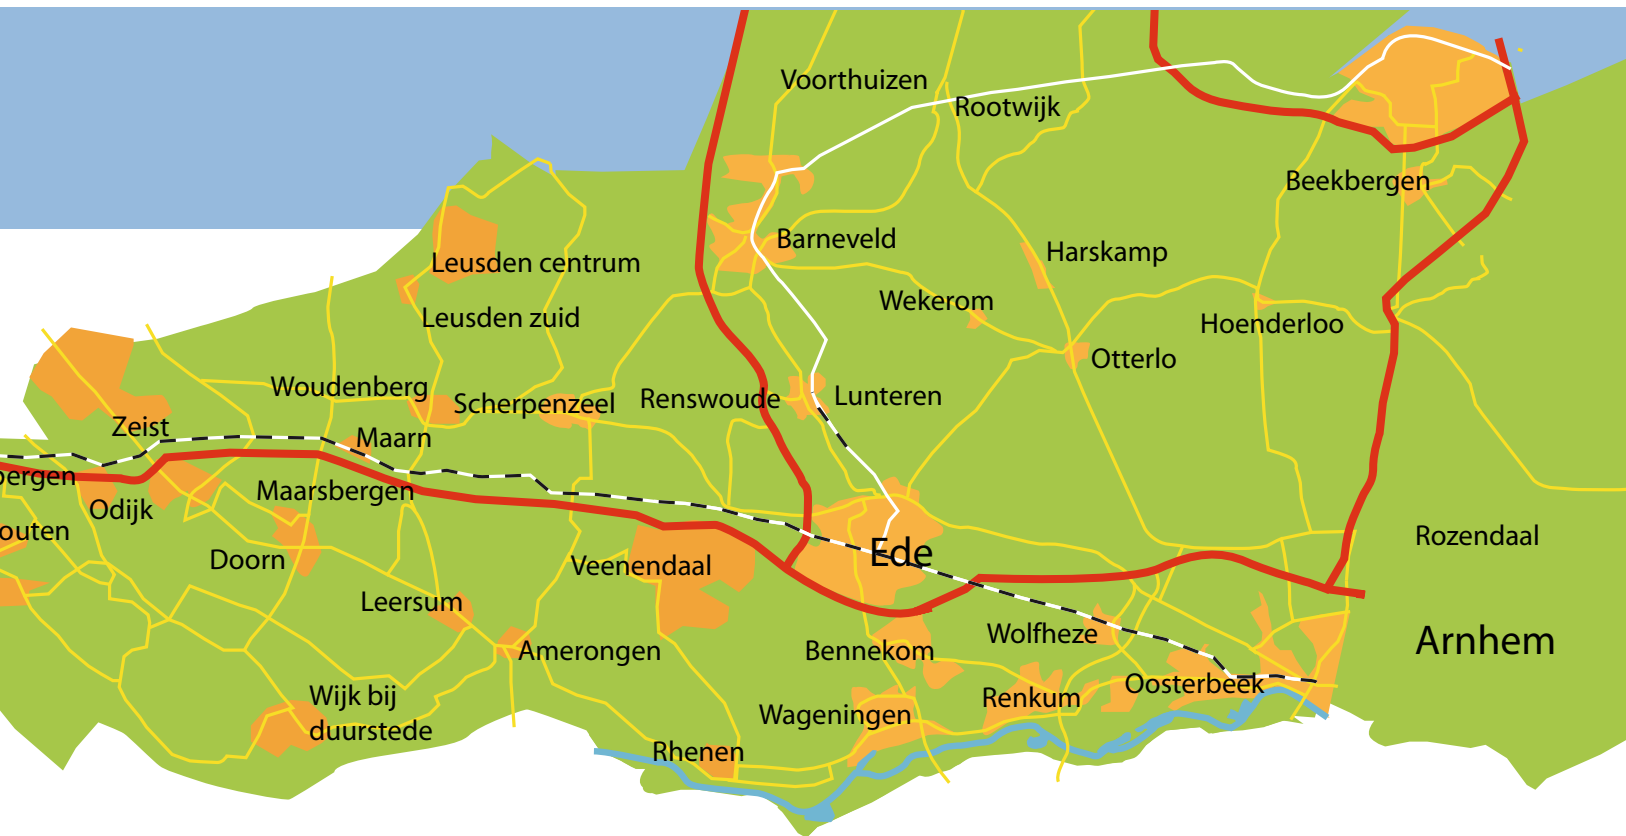 Voorthuizen
Rootwijk
Beekbergen
Barneveld
Harskamp
Leusden centrum
Wekerom
Leusden zuid
Hoenderloo
Otterlo
Woudenberg
Scherpenzeel
Renswoude
Lunteren
Zeist
Maarn
bergen
Maarsbergen
Odijk
outen
Rozendaal
Doorn
Veenendaal
Ede
Leersum
Wolfheze
Arnhem
Amerongen
Bennekom
Oosterbeek
Wijk bij
duurstede
Renkum
Wageningen
Rhenen